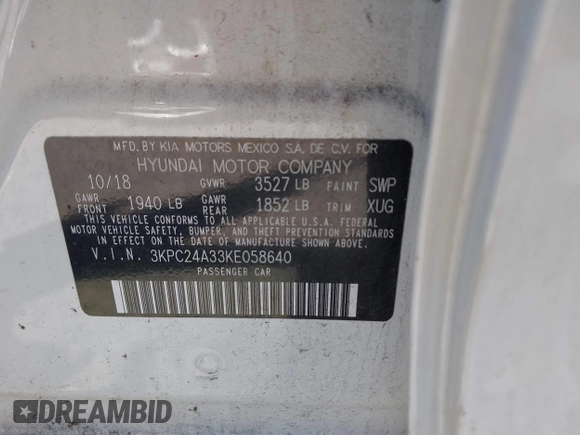 MFD. BY KIA MOTORS MEXICO S.A. DE C.V. FOR
HYUNDAI MOTOR COMPANY
10/18 GVWR 3527 LB PAINT SWP
GAWR FRONT 1940 LB GAWR REAR 1852 LB TRIM XUG
THIS VEHICLE CONFORMS TO ALL APPLICABLE U.S.A. FEDERAL
MOTOR VEHICLE SAFETY, BUMPER, AND THEFT PREVENTION STANDARDS
IN EFFECT ON THE DATE OF MANUFACTURE SHOWN ABOVE.
V.I.N. 3KPC24A33KE058640
PASSENGER CAR
DREAMBID